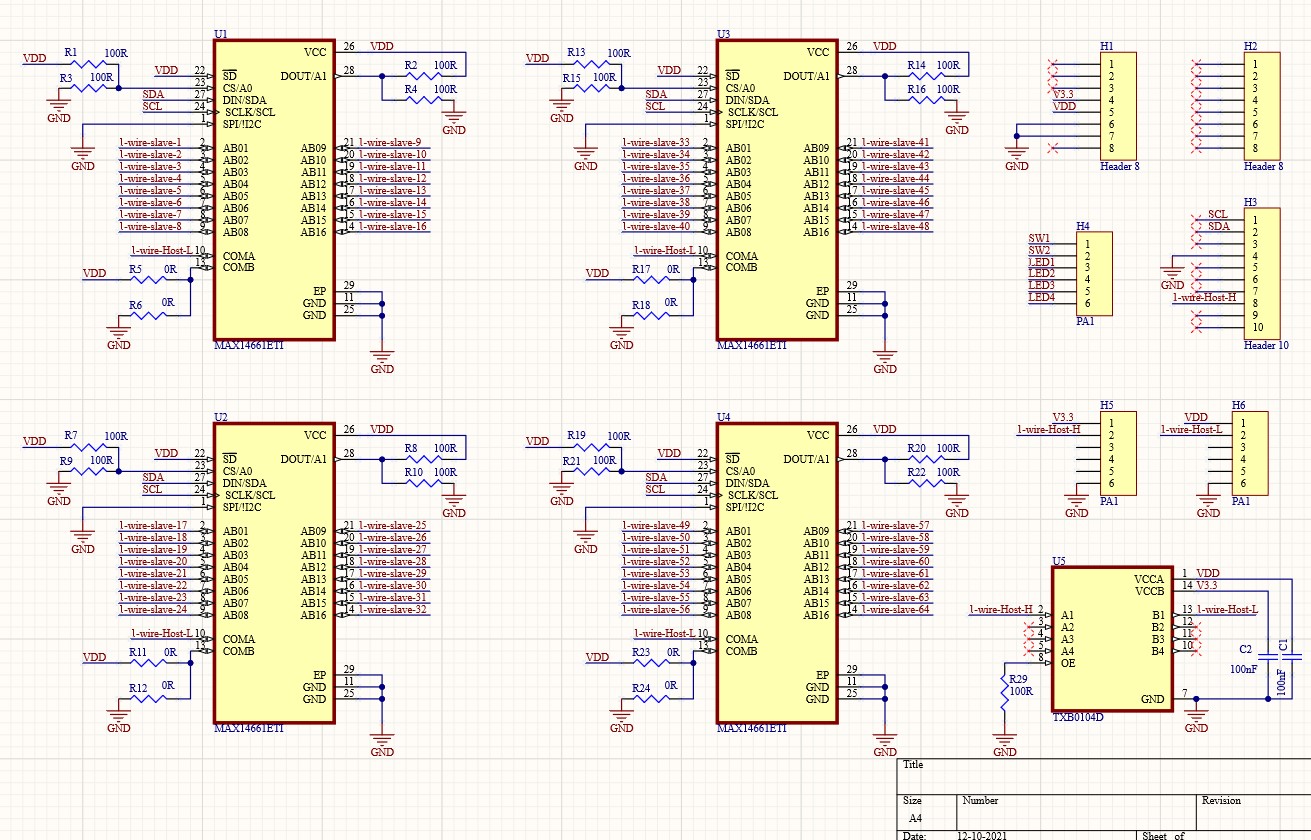 U1
VDD R1 100R
R3 100R
GND
VDD 22 SD
23 CS/A0
SDA 27 DIN/SDA
SCL 24 SCLK/SCL
1 SPI/!I2C
GND
VCC 26 VDD
DOUT/A1 28
R2 100R
R4 100R
GND
1-wire-slave-1 2 AB01 AB09 21 1-wire-slave-9
1-wire-slave-2 3 AB02 AB10 20 1-wire-slave-10
1-wire-slave-3 4 AB03 AB11 19 1-wire-slave-11
1-wire-slave-4 5 AB04 AB12 18 1-wire-slave-12
1-wire-slave-5 6 AB05 AB13 17 1-wire-slave-13
1-wire-slave-6 7 AB06 AB14 16 1-wire-slave-14
1-wire-slave-7 8 AB07 AB15 15 1-wire-slave-15
1-wire-slave-8 9 AB08 AB16 14 1-wire-slave-16
1-wire-Host-L 10 COMA
13 COMB
VDD R5 0R
R6 0R
GND
EP 29
GND 11
GND 25
MAX14661ETI
GND
U3
VDD R13 100R
R15 100R
GND
VDD 22 SD
23 CS/A0
SDA 27 DIN/SDA
SCL 24 SCLK/SCL
1 SPI/!I2C
GND
VCC 26 VDD
DOUT/A1 28
R14 100R
R16 100R
GND
1-wire-slave-33 2 AB01 AB09 21 1-wire-slave-41
1-wire-slave-34 3 AB02 AB10 20 1-wire-slave-42
1-wire-slave-35 4 AB03 AB11 19 1-wire-slave-43
1-wire-slave-36 5 AB04 AB12 18 1-wire-slave-44
1-wire-slave-37 6 AB05 AB13 17 1-wire-slave-45
1-wire-slave-38 7 AB06 AB14 16 1-wire-slave-46
1-wire-slave-39 8 AB07 AB15 15 1-wire-slave-47
1-wire-slave-40 9 AB08 AB16 14 1-wire-slave-48
1-wire-Host-L 10 COMA
13 COMB
VDD R17 0R
R18 0R
GND
EP 29
GND 11
GND 25
MAX14661ETI
GND
H1
1
2
3
V3.3 4
VDD 5
6
7
8
GND
Header 8
H2
1
2
3
4
5
6
7
8
Header 8
H4
SW1 1
SW2 2
LED1 3
LED2 4
LED3 5
LED4 6
PA1
H3
SCL 1
SDA 2
3
4
5
GND 6
7
1-wire-Host-H 8
9
10
Header 10
U2
VDD R7 100R
R9 100R
GND
VDD 22 SD
23 CS/A0
SDA 27 DIN/SDA
SCL 24 SCLK/SCL
1 SPI/!I2C
GND
VCC 26 VDD
DOUT/A1 28
R8 100R
R10 100R
GND
1-wire-slave-17 2 AB01 AB09 21 1-wire-slave-25
1-wire-slave-18 3 AB02 AB10 20 1-wire-slave-26
1-wire-slave-19 4 AB03 AB11 19 1-wire-slave-27
1-wire-slave-20 5 AB04 AB12 18 1-wire-slave-28
1-wire-slave-21 6 AB05 AB13 17 1-wire-slave-29
1-wire-slave-22 7 AB06 AB14 16 1-wire-slave-30
1-wire-slave-23 8 AB07 AB15 15 1-wire-slave-31
1-wire-slave-24 9 AB08 AB16 14 1-wire-slave-32
1-wire-Host-L 10 COMA
13 COMB
VDD R11 0R
R12 0R
GND
EP 29
GND 11
GND 25
MAX14661ETI
GND
U4
VDD R19 100R
R21 100R
GND
VDD 22 SD
23 CS/A0
SDA 27 DIN/SDA
SCL 24 SCLK/SCL
1 SPI/!I2C
GND
VCC 26 VDD
DOUT/A1 28
R20 100R
R22 100R
GND
1-wire-slave-49 2 AB01 AB09 21 1-wire-slave-57
1-wire-slave-50 3 AB02 AB10 20 1-wire-slave-58
1-wire-slave-51 4 AB03 AB11 19 1-wire-slave-59
1-wire-slave-52 5 AB04 AB12 18 1-wire-slave-60
1-wire-slave-53 6 AB05 AB13 17 1-wire-slave-61
1-wire-slave-54 7 AB06 AB14 16 1-wire-slave-62
1-wire-slave-55 8 AB07 AB15 15 1-wire-slave-63
1-wire-slave-56 9 AB08 AB16 14 1-wire-slave-64
1-wire-Host-L 10 COMA
13 COMB
VDD R23 0R
R24 0R
GND
EP 29
GND 11
GND 25
MAX14661ETI
GND
H5
V3.3 1
1-wire-Host-H 2
3
4
5
6
GND PA1
H6
VDD 1
1-wire-Host-L 2
3
4
5
6
GND PA1
U5
VCCA 1 VDD
VCCB 14 V3.3
1-wire-Host-H 2 A1 B1 13 1-wire-Host-L
3 A2 B2 12
4 A3 B3 11
5 A4 B4 10
8 OE
R29
100R
GND
GND 7
TXB0104D
GND
C2
100nF
C1
100nF
Title
Size Number Revision
A4
Date: 12-10-2021 Sheet of